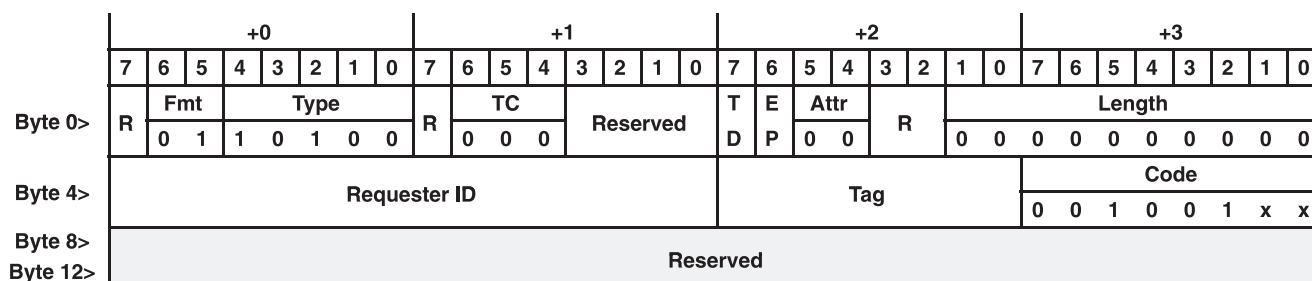 +0 +1 +2 +3
7 6 5 4 3 2 1 0 7 6 5 4 3 2 1 0 7 6 5 4 3 2 1 0 7 6 5 4 3 2 1 0
Byte 0> R Fmt Type R TC Reserved T E Attr R Length
0 1 1 0 1 0 0 0 0 0 D P 0 0 0 0 0 0 0 0 0 0 0 0
Byte 4> Requester ID Tag Code
0 0 1 0 0 1 x x
Byte 8> Reserved
Byte 12>